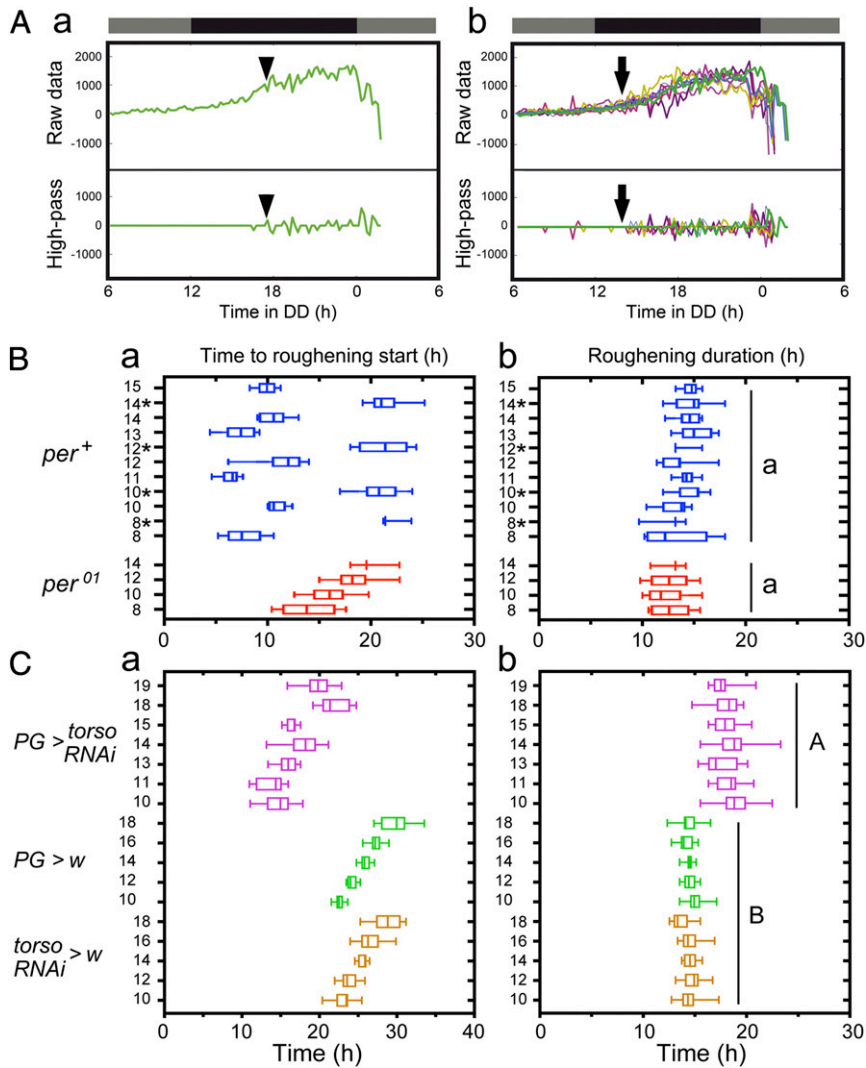 A a b
Raw data
2000
1000
0
-1000
High-pass
1000
0
-1000
6 12 18 0 6
Time in DD (h)
Raw data
2000
1000
0
-1000
High-pass
1000
0
-1000
6 12 18 0 6
Time in DD (h)
B a b
Time to roughening start (h)
Roughening duration (h)
per+
15
14*
14
13
12*
12
11
10*
10
8*
8
per01
14
12
10
8
0 10 20 30
15
14*
14
13
12*
12
11
10*
10
8*
8
a
14
12
10
8
a
0 10 20 30
C a b
PG > torso RNAi
19
18
15
14
13
11
10
PG > w
18
16
14
12
10
torso RNAi > w
18
16
14
12
10
0 10 20 30 40
Time (h)
19
18
15
14
13
11
10
A
18
16
14
12
10
18
16
14
12
10
B
0 10 20 30
Time (h)